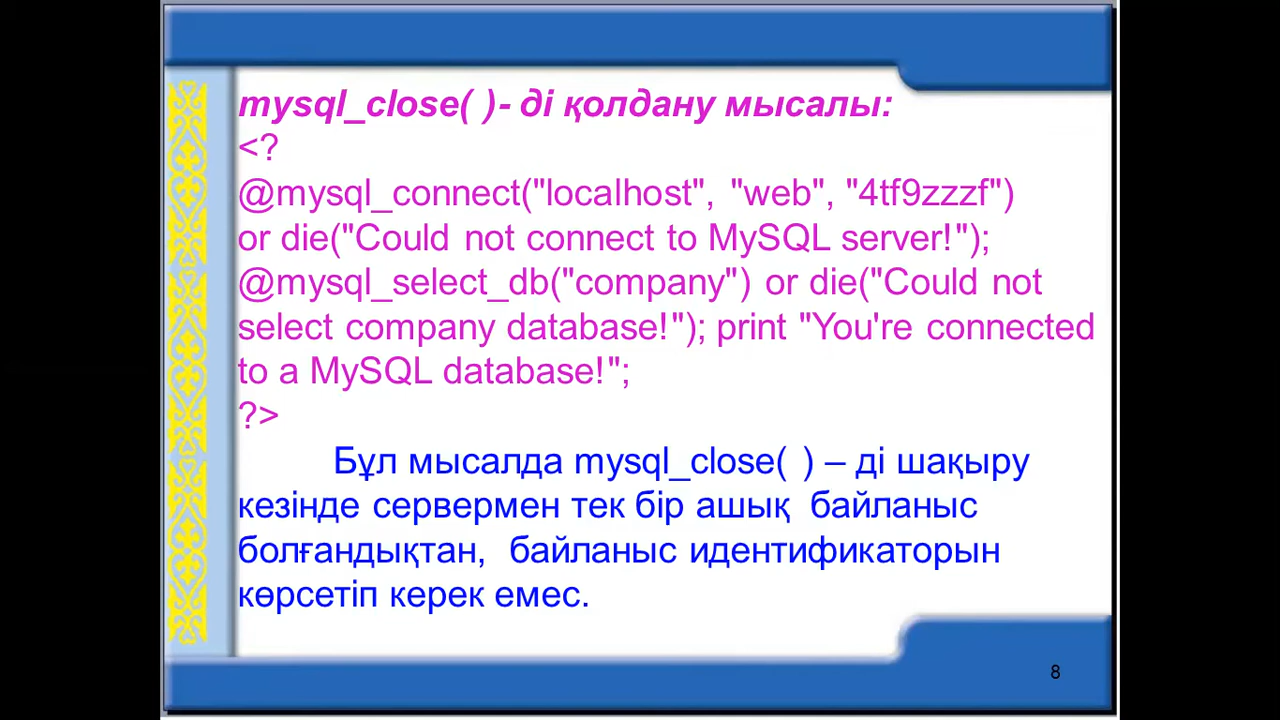 mysql_close( )- ді қолдану мысалы:
<?
@mysql_connect("localhost", "web", "4tf9zzzf")
or die("Could not connect to MySQL server!");
@mysql_select_db("company") or die("Could not
select company database!"); print "You're connected
to a MySQL database!";
?>
Бұл мысалда mysql_close( ) – ді шақыру
кезінде сервермен тек бір ашық байланыс
болғандықтан, байланыс идентификаторын
көрсетіп керек емес.
8